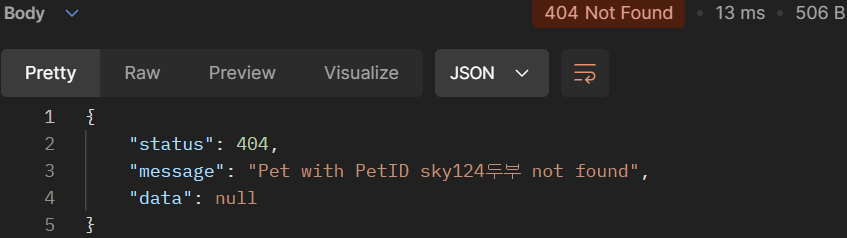 Body 404 Not Found • 13 ms • 506 B
Pretty Raw Preview Visualize JSON
1 {
2 "status": 404,
3 "message": "Pet with PetID sky124두부 not found",
4 "data": null
5 }